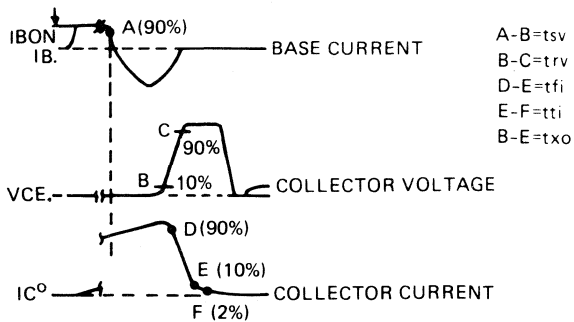 A (90%)
IBON
IB.
BASE CURRENT
A-B=tsv
B-C=trv
D-E=tfi
E-F=tti
B-E=txo
C
90%
B
10%
VCE.
COLLECTOR VOLTAGE
D (90%)
E (10%)
ICº
COLLECTOR CURRENT
F (2%)